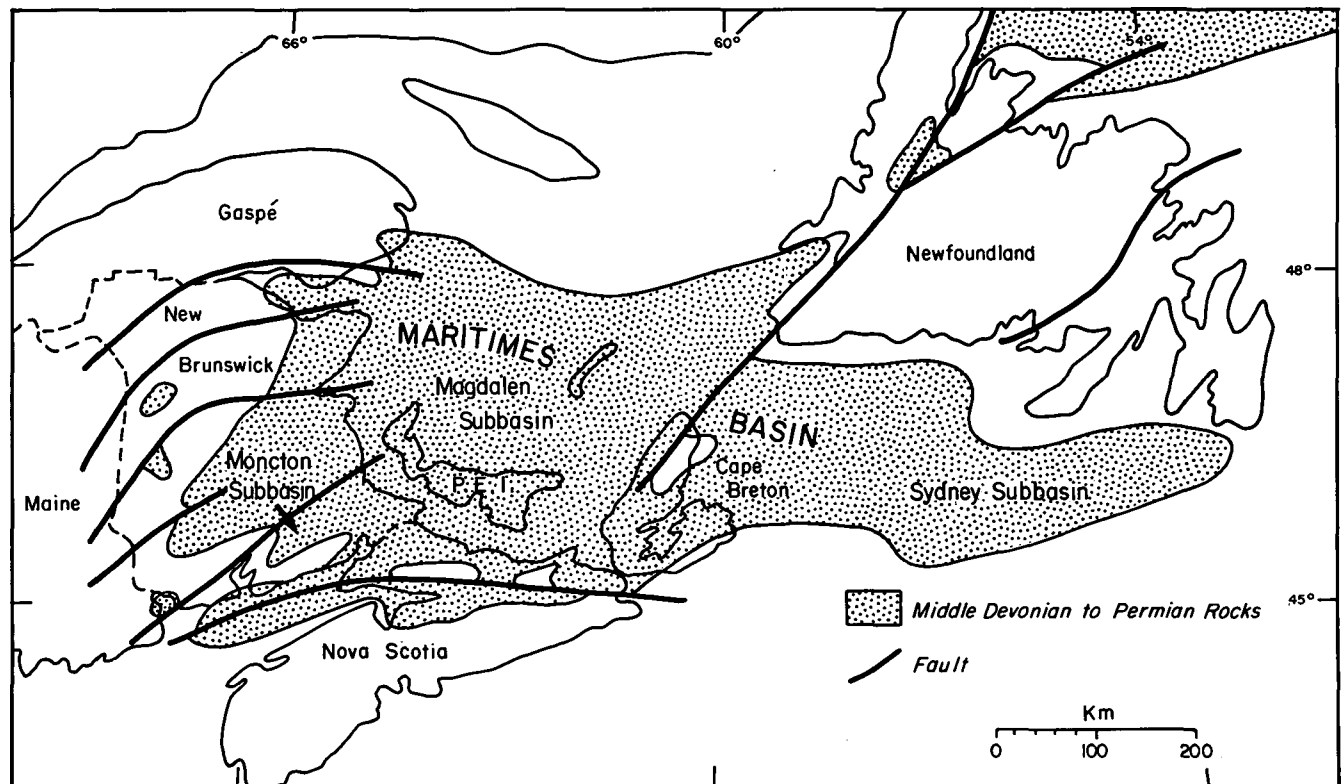 66°
60°
54°
Gaspé
Newfoundland
48°
New
Brunswick
MARITIMES
Magdalen
Subbasin
BASIN
Moncton
Subbasin
P.E.I.
Cape
Breton
Sydney Subbasin
Maine
45°
Middle Devonian to Permian Rocks
Nova Scotia
Fault
Km
0 100 200